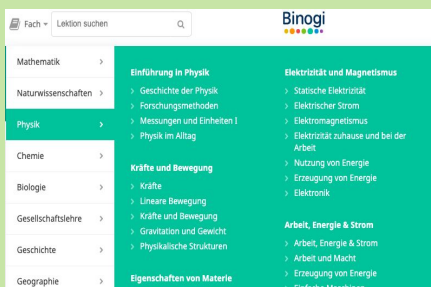 Fach
Lektion suchen
Binogi
Mathematik
Naturwissenschaften
Physik
Chemie
Biologie
Gesellschaftslehre
Geschichte
Geographie
Einführung in Physik
Geschichte der Physik
Forschungsmethoden
Messungen und Einheiten I
Physik im Alltag
Kräfte und Bewegung
Kräfte
Lineare Bewegung
Kräfte und Bewegung
Gravitation und Gewicht
Physikalische Strukturen
Eigenschaften von Materie
Elektrizität und Magnetismus
Statische Elektrizität
Elektrischer Strom
Elektromagnetismus
Elektrizität zuhause und bei der
Arbeit
Nutzung von Energie
Erzeugung von Energie
Elektronik
Arbeit, Energie & Strom
Arbeit, Energie & Strom
Arbeit und Macht
Erzeugung von Energie